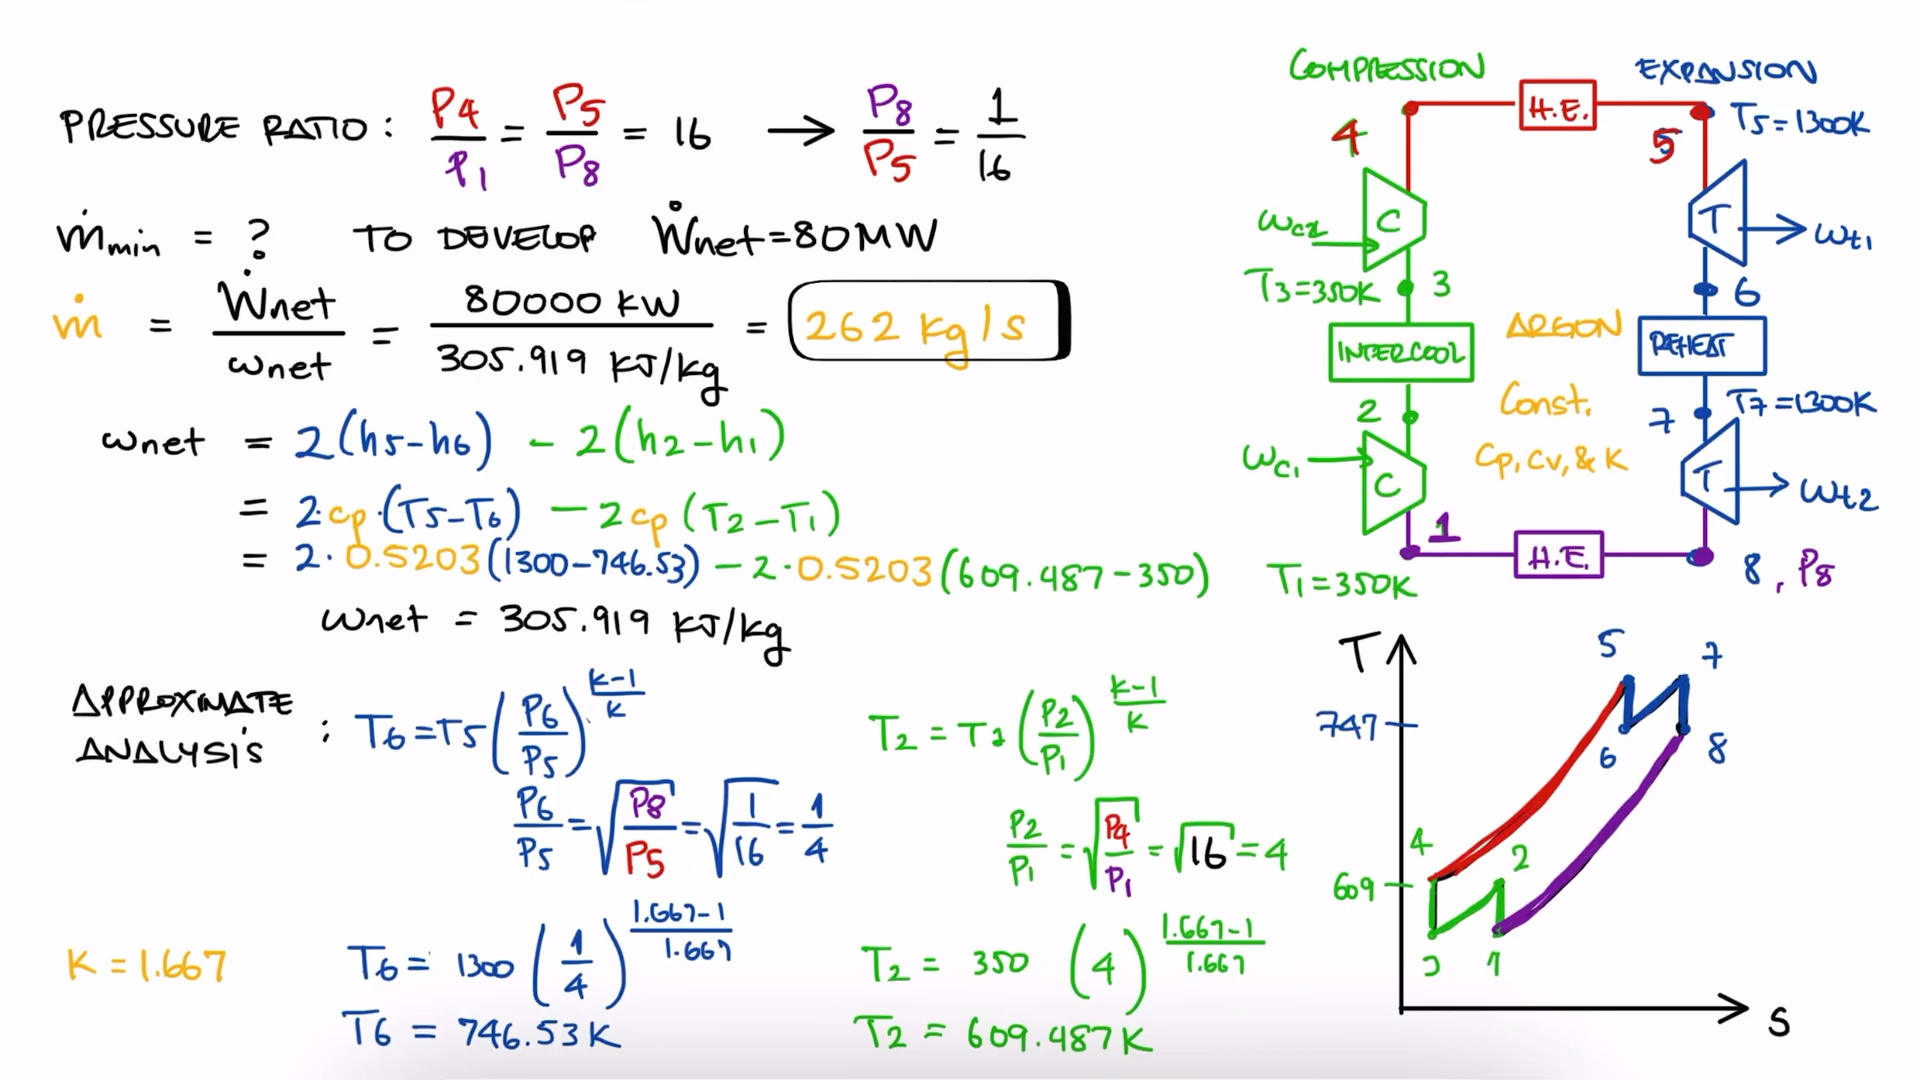 PRESSURE RATIO: P4/P1 = P5/P8 = 16 → P8/P5 = 1/16
ṁmin = ? TO DEVELOP Ẇnet=80MW
ṁ = Ẇnet/wnet = 80000 KW/305.919 KJ/kg = 262 kg/s
wnet = 2(h5-h6) - 2(h2-h1)
= 2·cp·(T5-T6) - 2cp(T2-T1)
= 2·0.5203(1300-746.53) - 2·0.5203(609.487-350)
wnet = 305.919 KJ/kg
APPROXIMATE
ANALYSIS :
T6=T5(P6/P5)^(K-1/K)
P6/P5=√(P8/P5)=√(1/16)=1/4
K=1.667
T6= 1300 (1/4)^(1.667-1/1.667)
T6 = 746.53K
T2 = T1(P2/P1)^(K-1/K)
P2/P1=√(P4/P1)=√16=4
T2 = 350 (4)^(1.667-1/1.667)
T2 = 609.487K
COMPRESSION
EXPANSION
4
H.E.
5
T5=1300K
C
wc2
T
wt1
T3=350K
3
6
INTERCOOL
ARGON
REHEAT
2
Const.
Cp, Cv, & K
7
T7=1300K
wc1
C
T
wt2
1
H.E.
T1=350K
8, P8
T
5
7
747
6
8
4
2
609
3
1
S